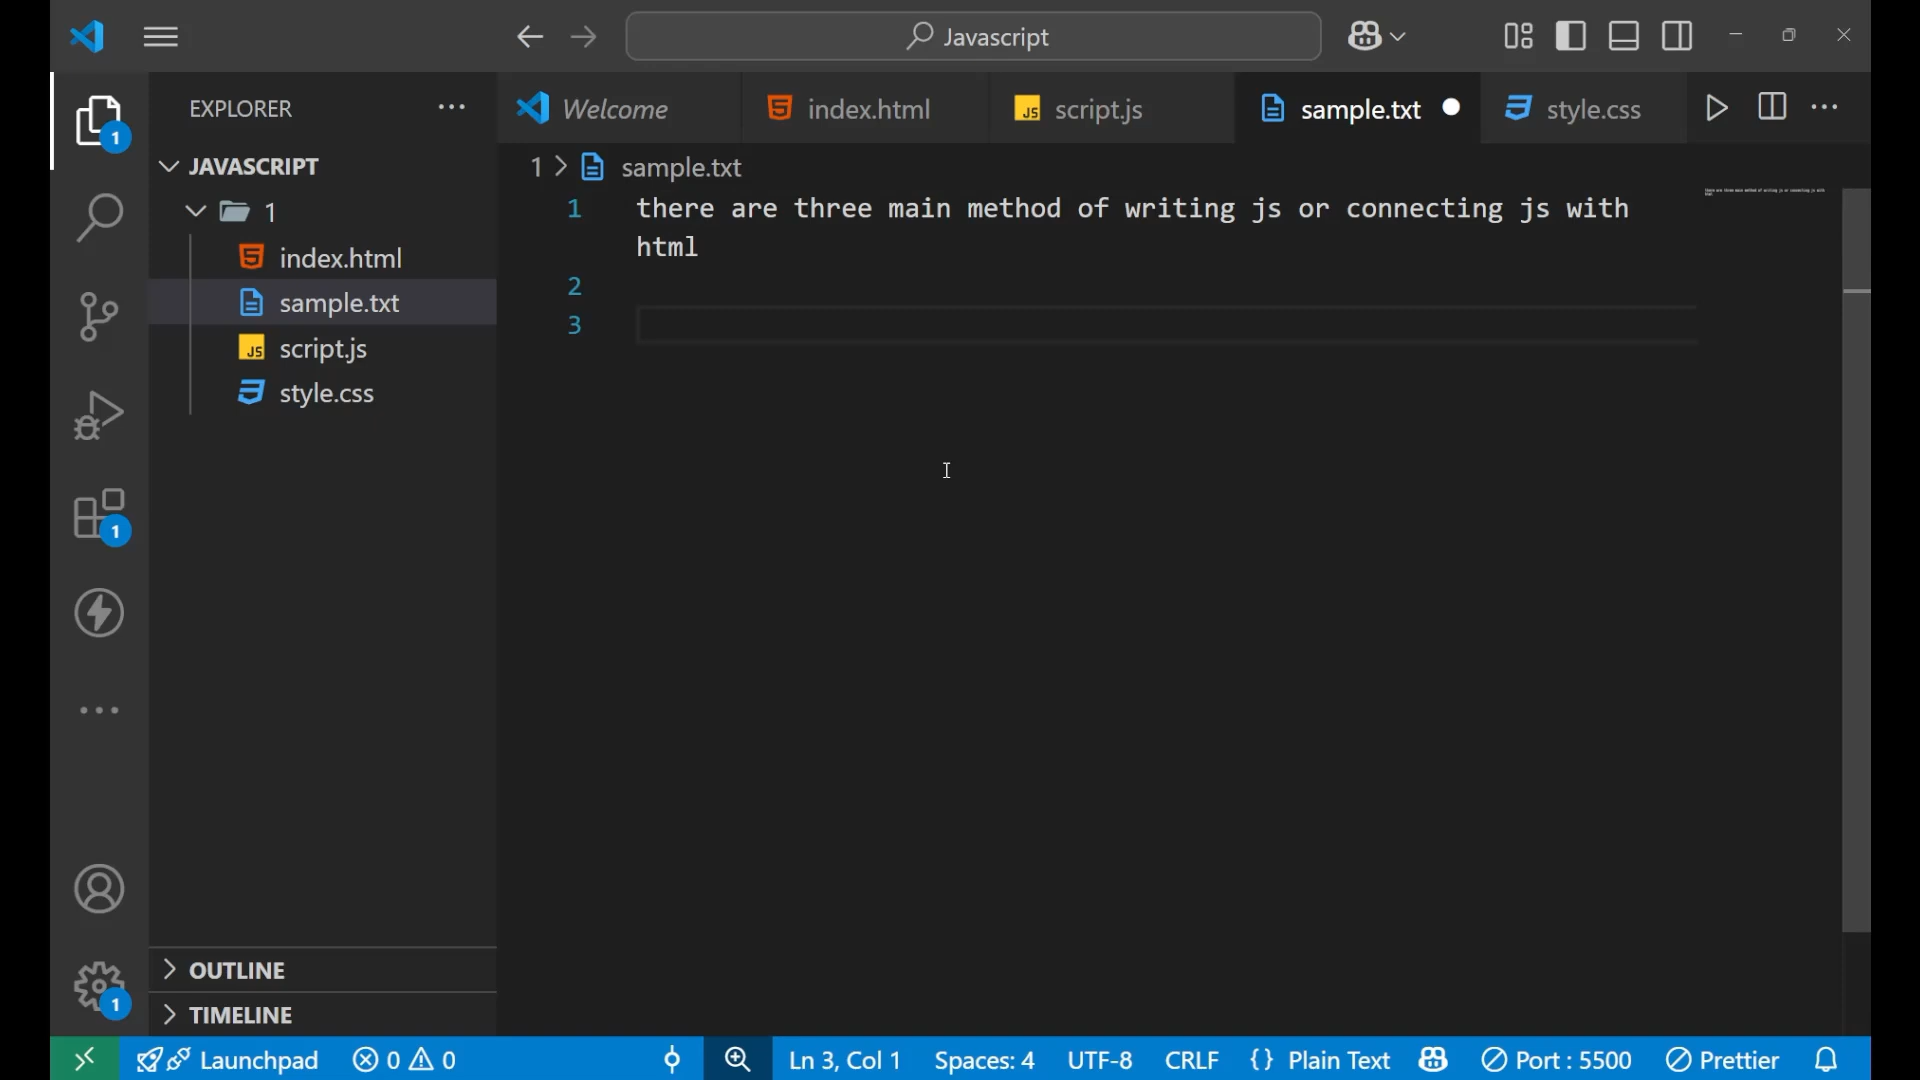 Javascript
EXPLORER
Welcome
index.html
script.js
sample.txt
style.css
JAVASCRIPT
1 > sample.txt
1
index.html
sample.txt
script.js
style.css
1 there are three main method of writing js or connecting js with
html
2
3
1
1
1
OUTLINE
TIMELINE
Launchpad 0 0 Ln 3, Col 1 Spaces: 4 UTF-8 CRLF {} Plain Text Port : 5500 Prettier